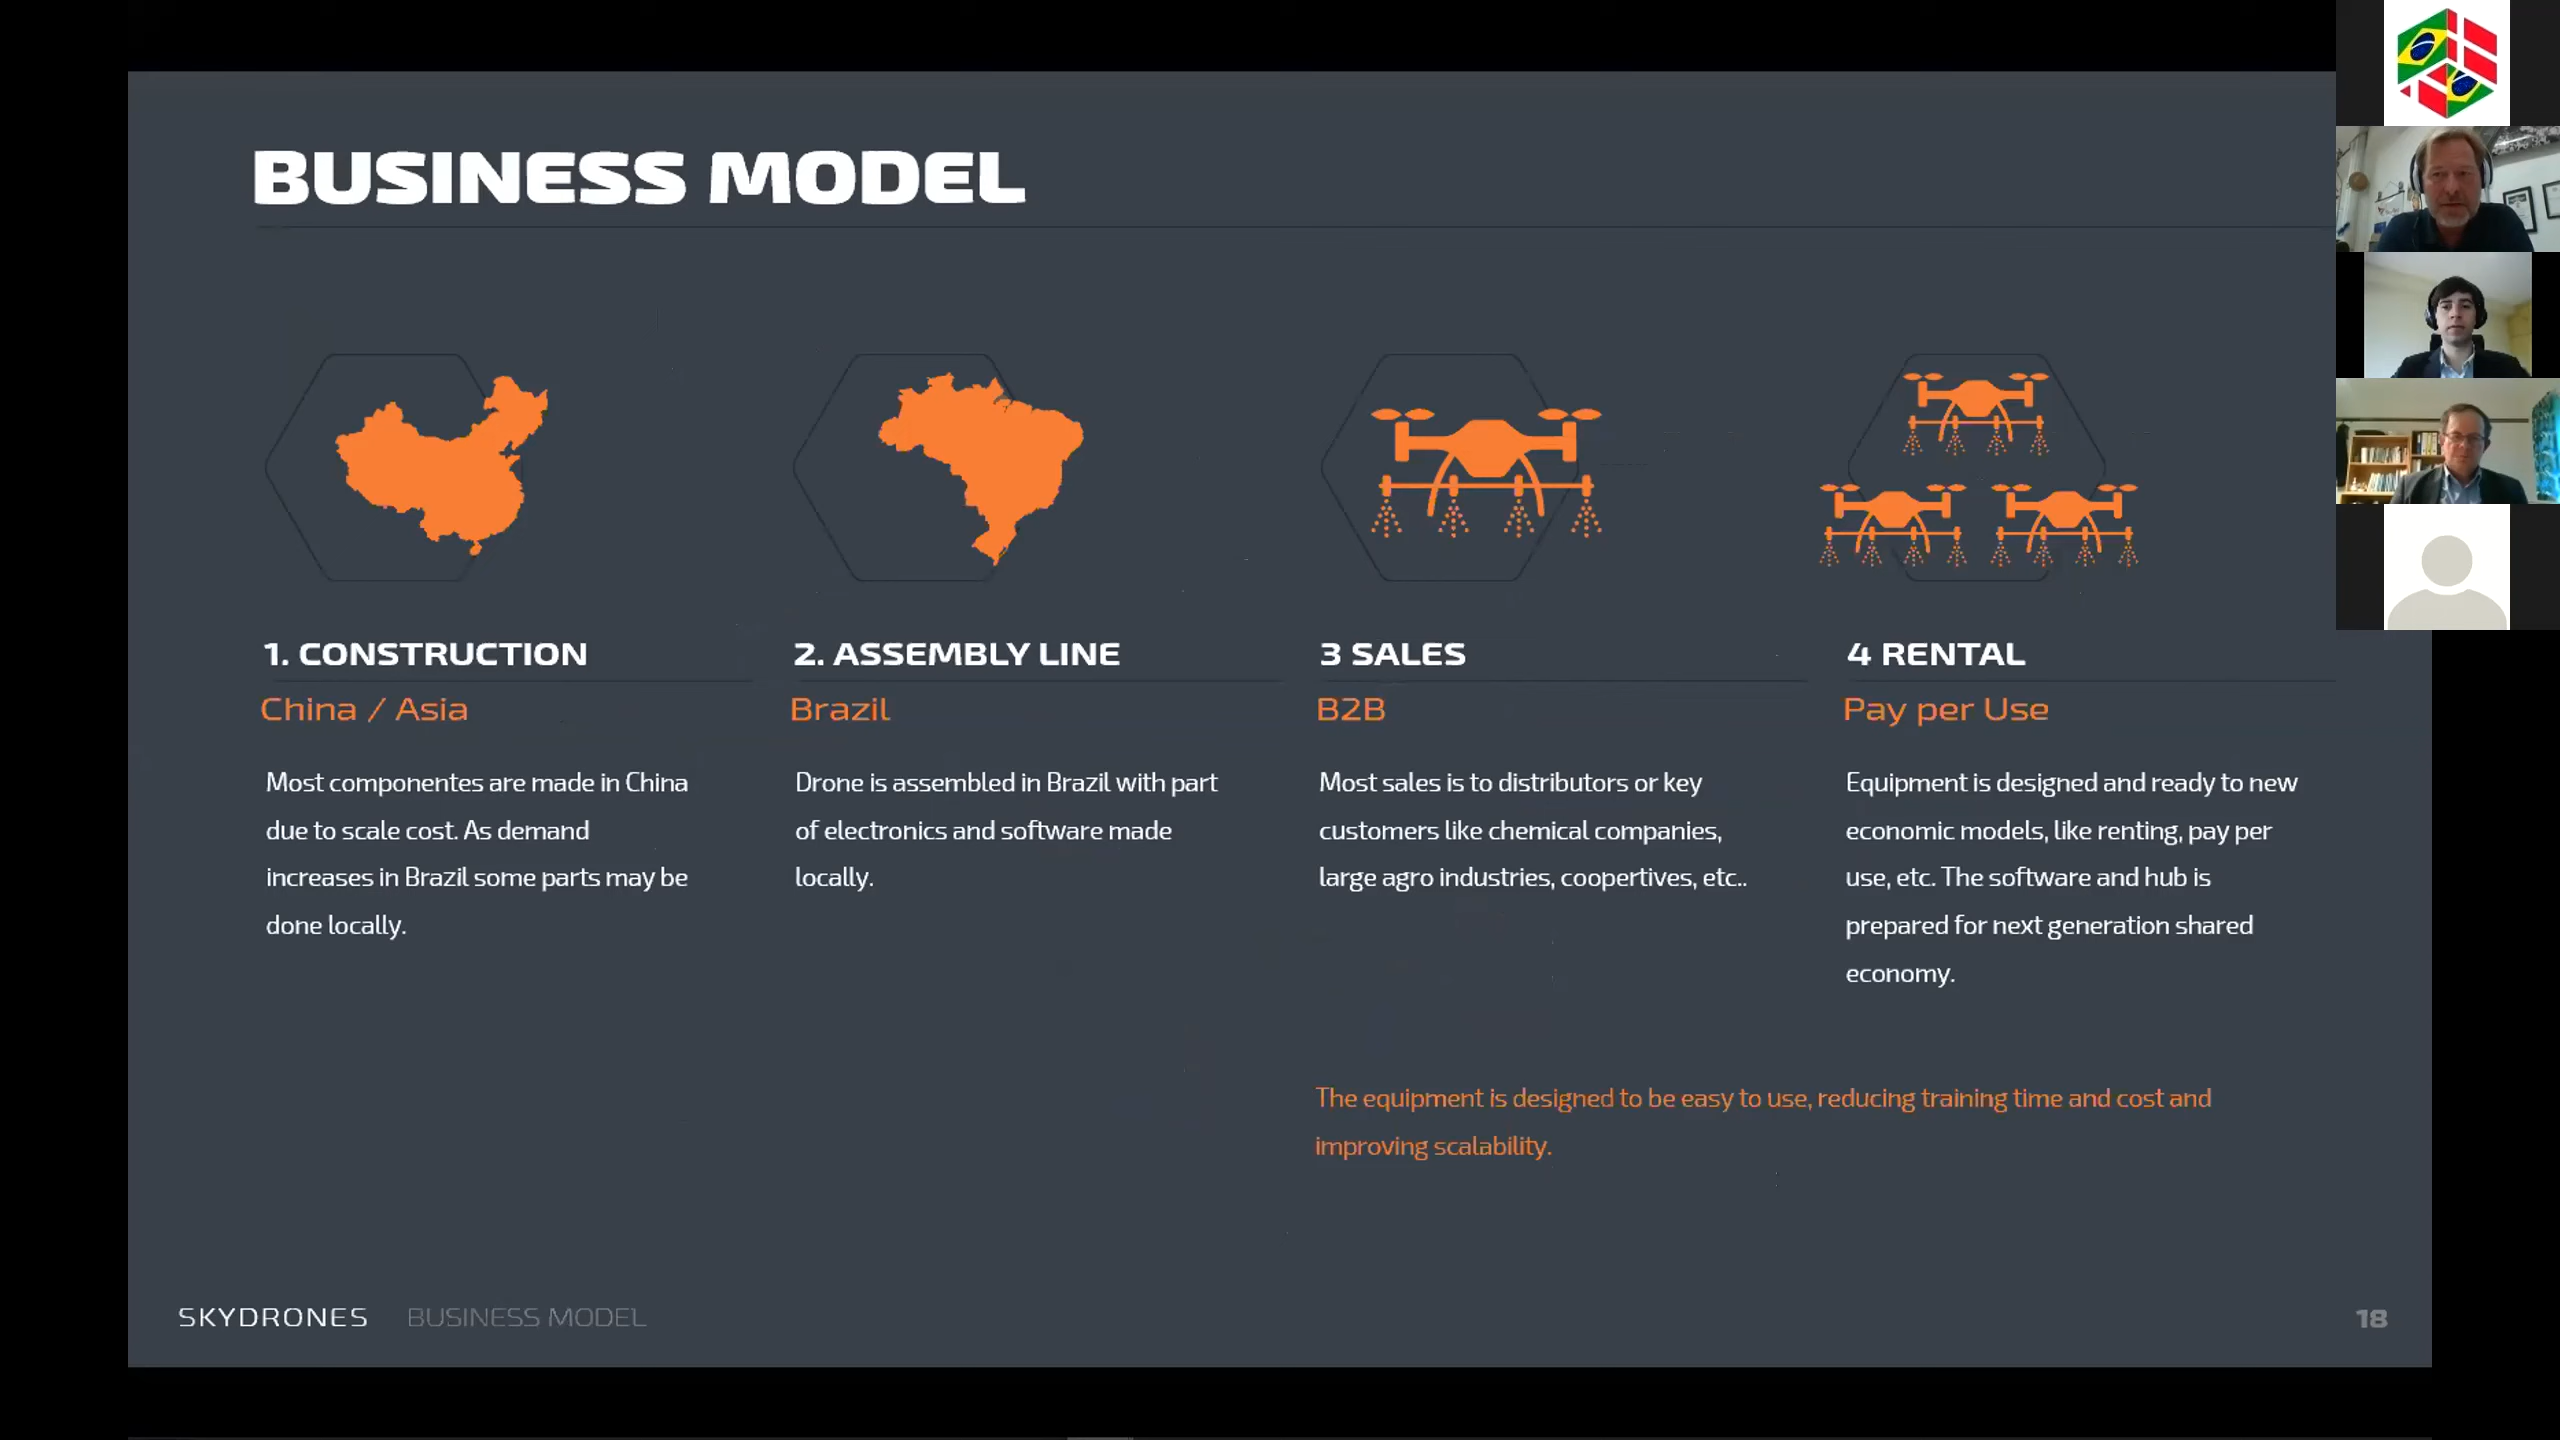 BUSINESS MODEL
1. CONSTRUCTION
China / Asia
Most componentes are made in China
due to scale cost. As demand
increases in Brazil some parts may be
done locally.
2. ASSEMBLY LINE
Brazil
Drone is assembled in Brazil with part
of electronics and software made
locally.
3 SALES
B2B
Most sales is to distributors or key
customers like chemical companies,
large agro industries, coopertives, etc..
4 RENTAL
Pay per Use
Equipment is designed and ready to new
economic models, like renting, pay per
use, etc. The software and hub is
prepared for next generation shared
economy.
The equipment is designed to be easy to use, reducing training time and cost and
improving scalability.
SKYDRONES BUSINESS MODEL
18